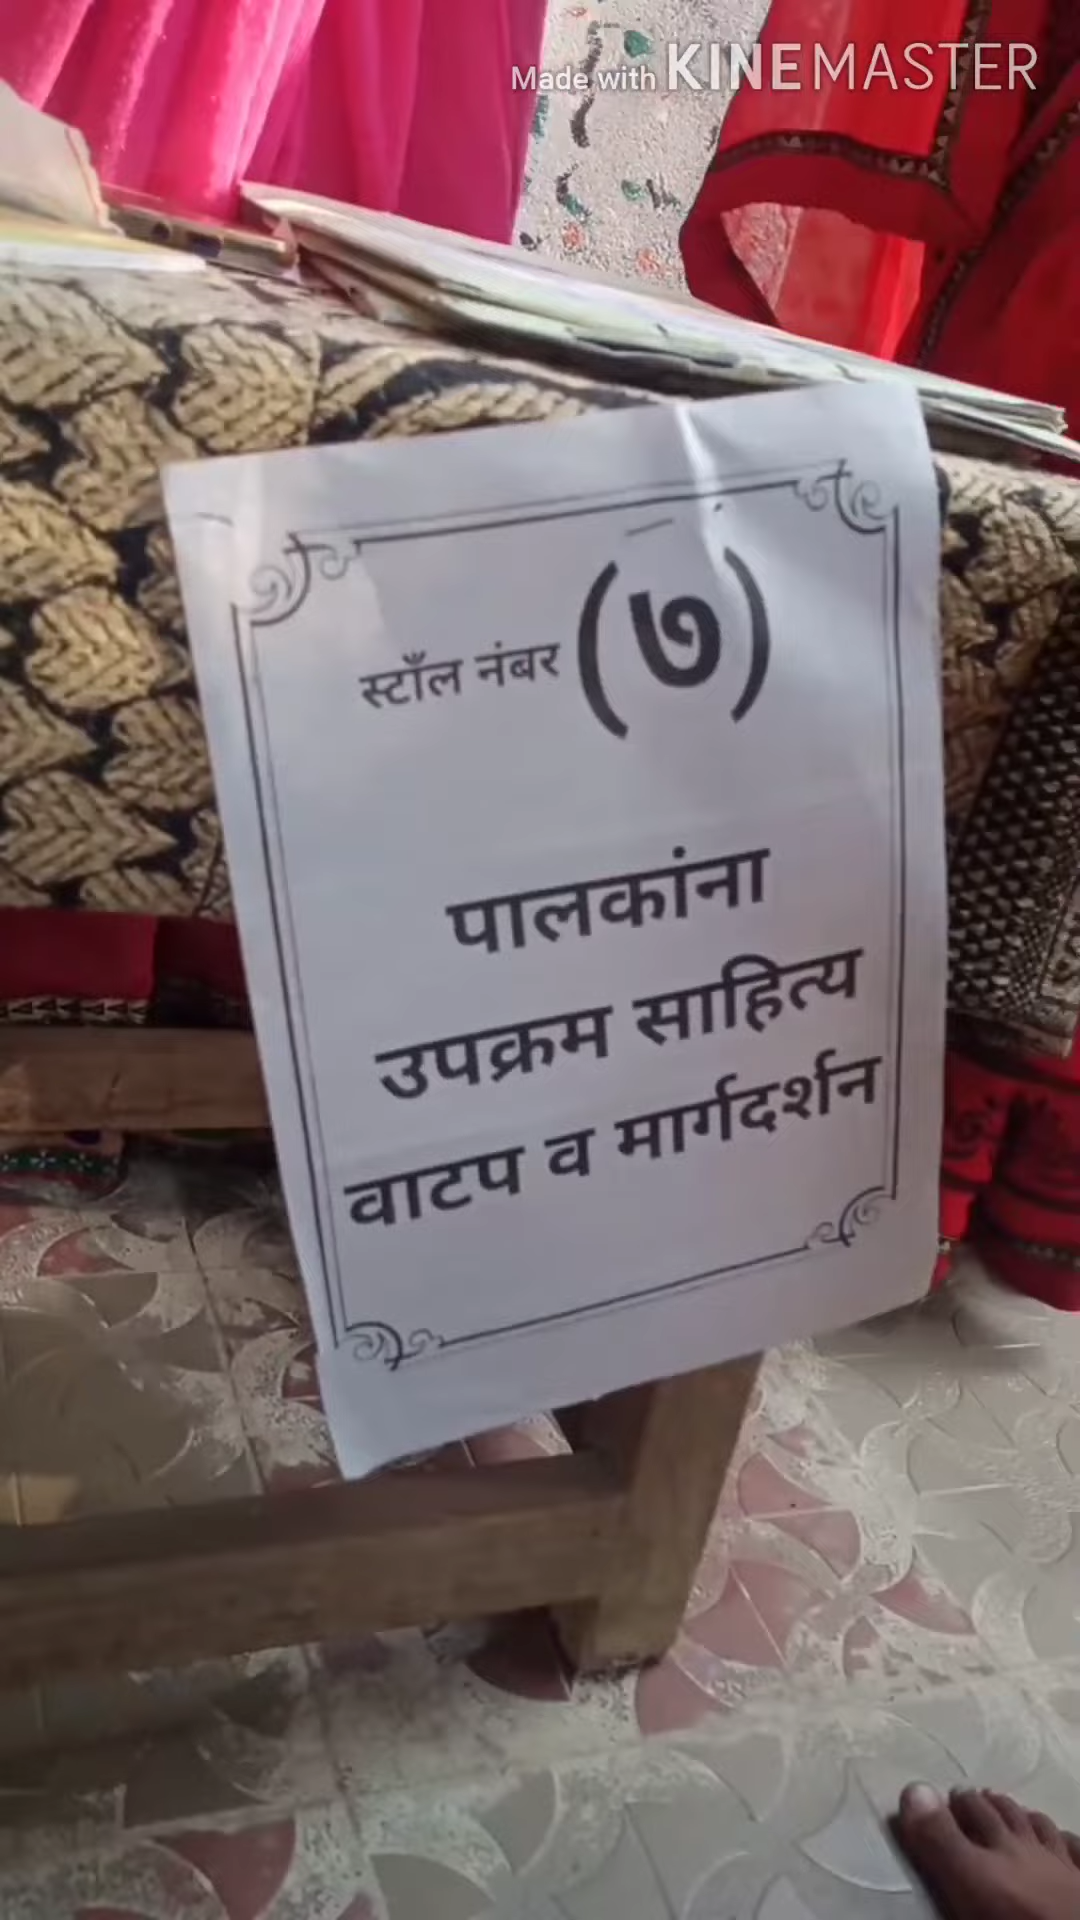 Made with KINEMASTER
स्टॉल नंबर (७)
पालकांना
उपक्रम साहित्य
वाटप व मार्गदर्शन